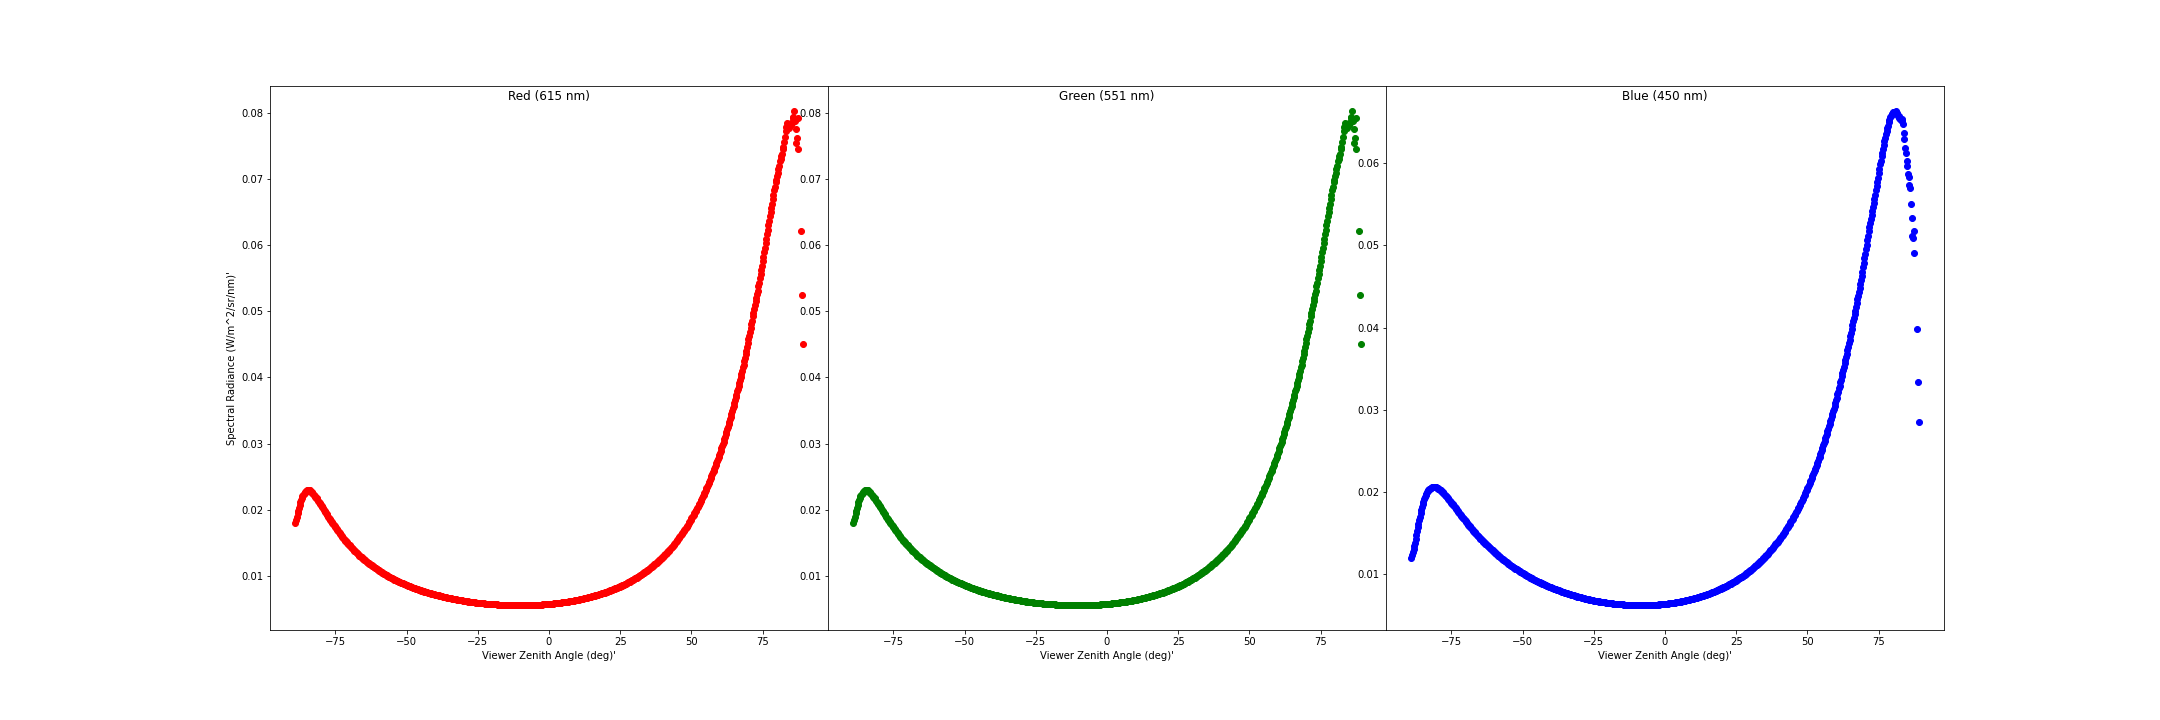 Red (615 nm)
Green (551 nm)
Blue (450 nm)
Spectral Radiance (W/m^2/sr/nm)'
0.08
0.07
0.06
0.05
0.04
0.03
0.02
0.01
0.08
0.07
0.06
0.05
0.04
0.03
0.02
0.01
0.06
0.05
0.04
0.03
0.02
0.01
−75 −50 −25 0 25 50 75
−75 −50 −25 0 25 50 75
−75 −50 −25 0 25 50 75
Viewer Zenith Angle (deg)'
Viewer Zenith Angle (deg)'
Viewer Zenith Angle (deg)'